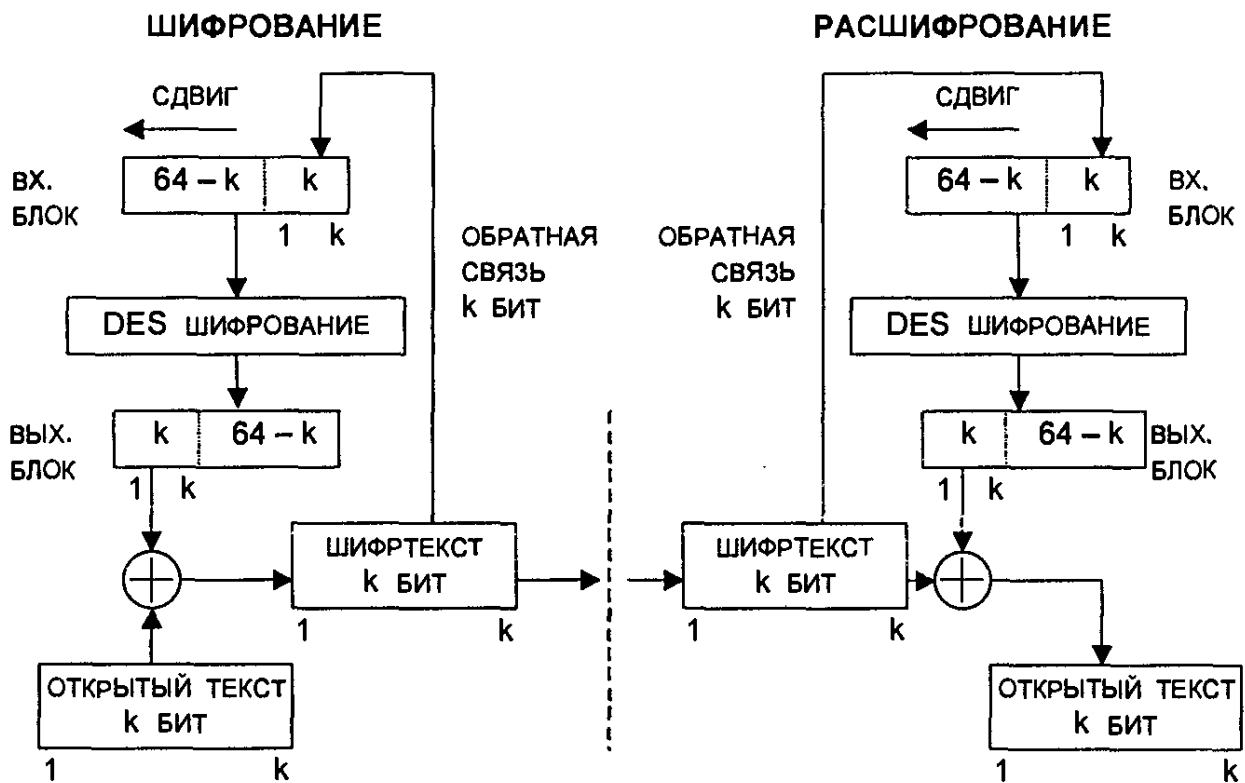 ШИФРОВАНИЕ
СДВИГ
64 – k
k
ВХ.
БЛОК
1 k
ОБРАТНАЯ
СВЯЗЬ
k БИТ
DES ШИФРОВАНИЕ
ВЫХ.
БЛОК
k
64 – k
1 k
ШИФРТЕКСТ
k БИТ
1 k
ОТКРЫТЫЙ ТЕКСТ
k БИТ
1 k
РАСШИФРОВАНИЕ
СДВИГ
64 – k
k
ВХ.
БЛОК
1 k
ОБРАТНАЯ
СВЯЗЬ
k БИТ
DES ШИФРОВАНИЕ
k
64 – k
ВЫХ.
БЛОК
1 k
ШИФРТЕКСТ
k БИТ
1 k
ОТКРЫТЫЙ ТЕКСТ
k БИТ
1 k